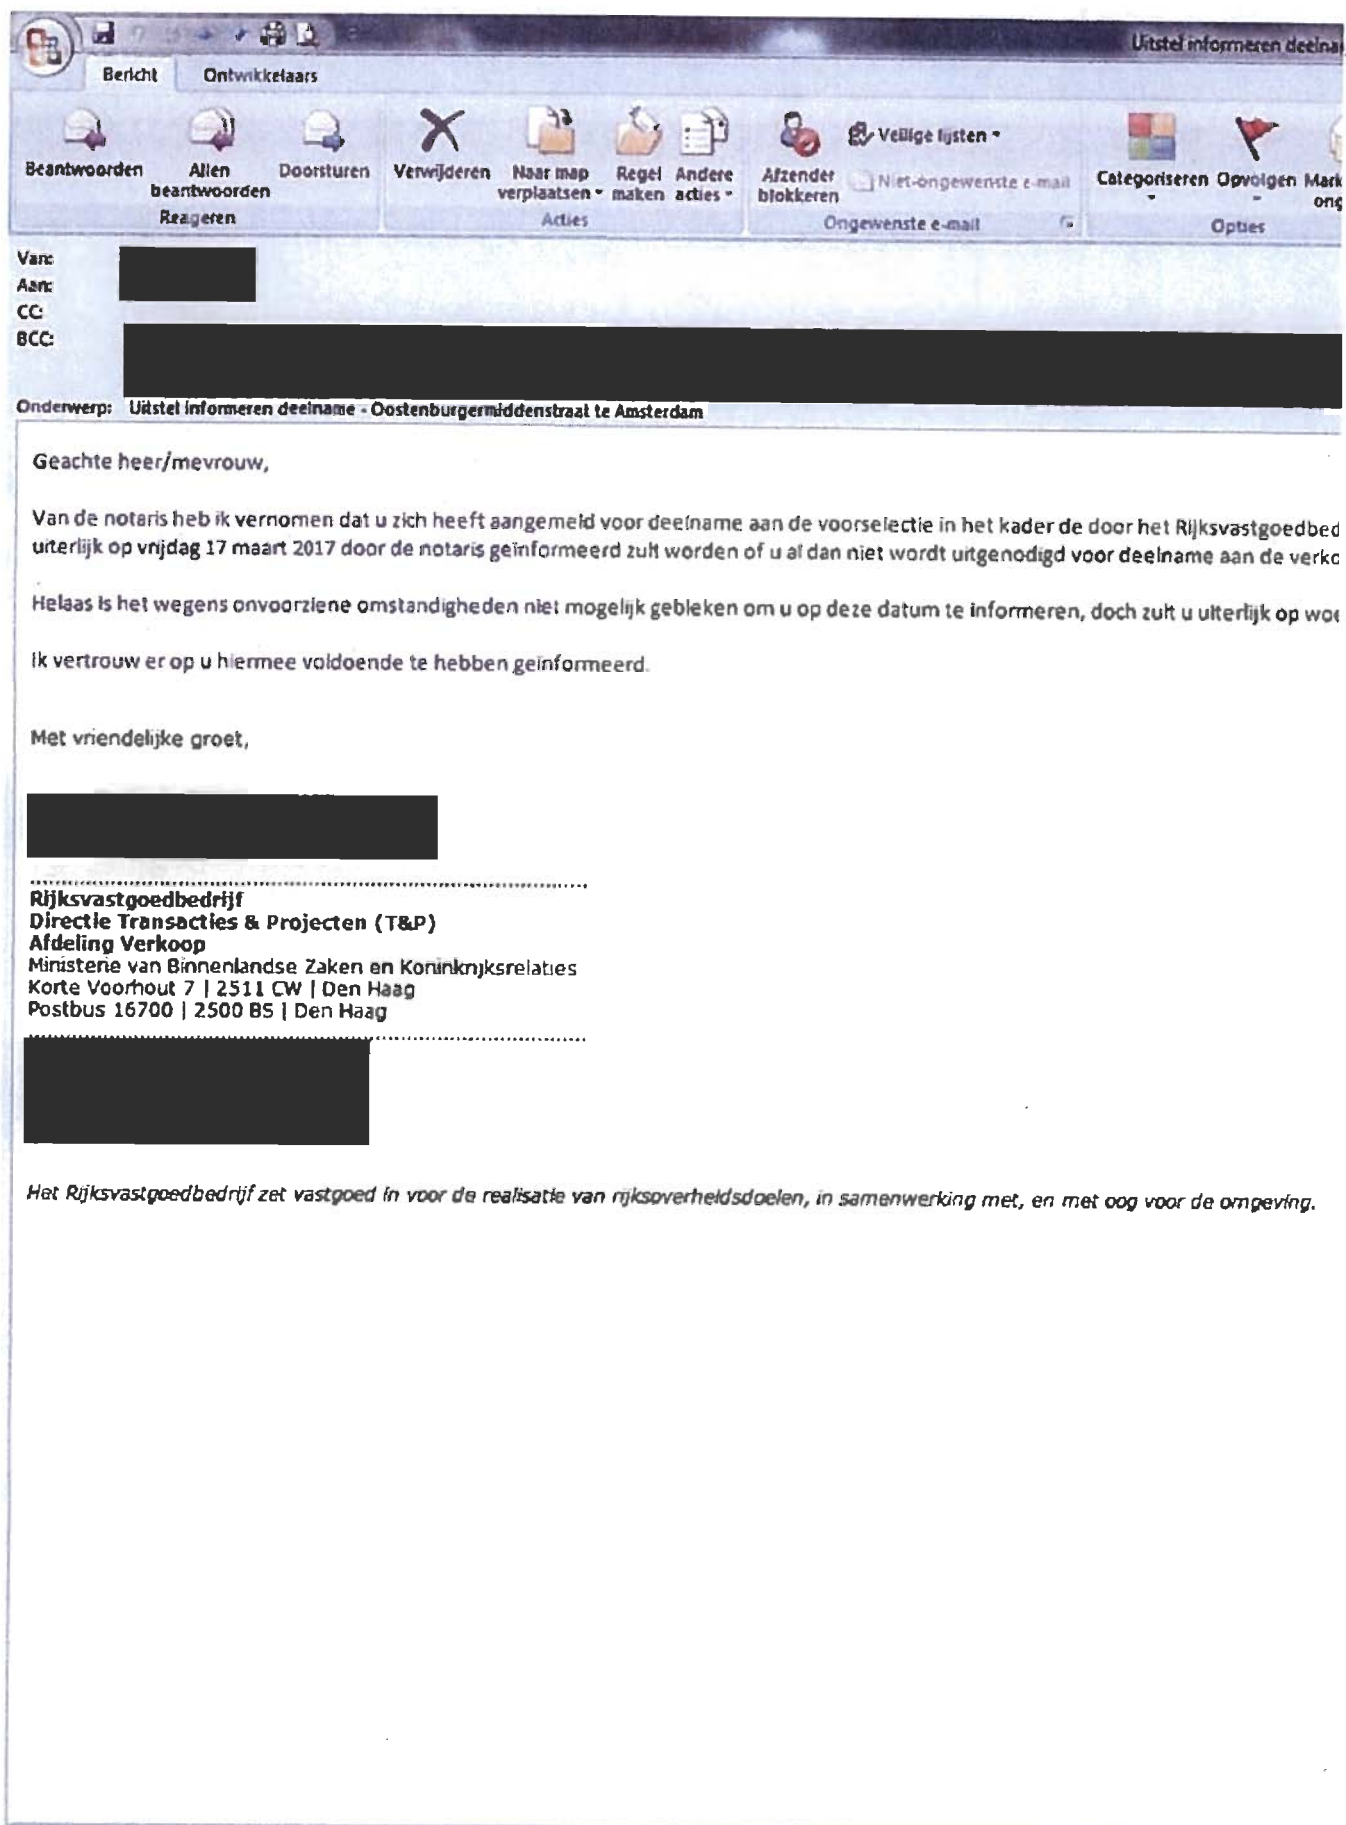 Uitstel informeren deelna
Bericht Ontwikkelaars
Beantwoorden Allen beantwoorden Doorsturen Verwijderen Naar map verplaatsen Regel maken Andere acties Afzender blokkeren Veilige lijsten Niet-ongewenste e-mail Categoriseren Opvolgen Mark ong
Reageren Acties Ongewenste e-mail Opties
Van:
Aan:
CC:
BCC:
Onderwerp: Uitstel informeren deelname - Oostenburgermiddenstraat te Amsterdam
Geachte heer/mevrouw,
Van de notaris heb ik vernomen dat u zich heeft aangemeld voor deelname aan de voorselectie in het kader de door het Rijksvastgoedbed
uiterlijk op vrijdag 17 maart 2017 door de notaris geïnformeerd zult worden of u al dan niet wordt uitgenodigd voor deelname aan de verko
Helaas is het wegens onvoorziene omstandigheden niet mogelijk gebleken om u op deze datum te informeren, doch zult u uiterlijk op woe
Ik vertrouw er op u hiermee voldoende te hebben geïnformeerd.
Met vriendelijke groet,
Rijksvastgoedbedrijf
Directie Transacties & Projecten (T&P)
Afdeling Verkoop
Ministerie van Binnenlandse Zaken en Koninkrijksrelaties
Korte Voorhout 7 | 2511 CW | Den Haag
Postbus 16700 | 2500 BS | Den Haag
Het Rijksvastgoedbedrijf zet vastgoed in voor de realisatie van rijksoverheidsdoelen, in samenwerking met, en met oog voor de omgeving.